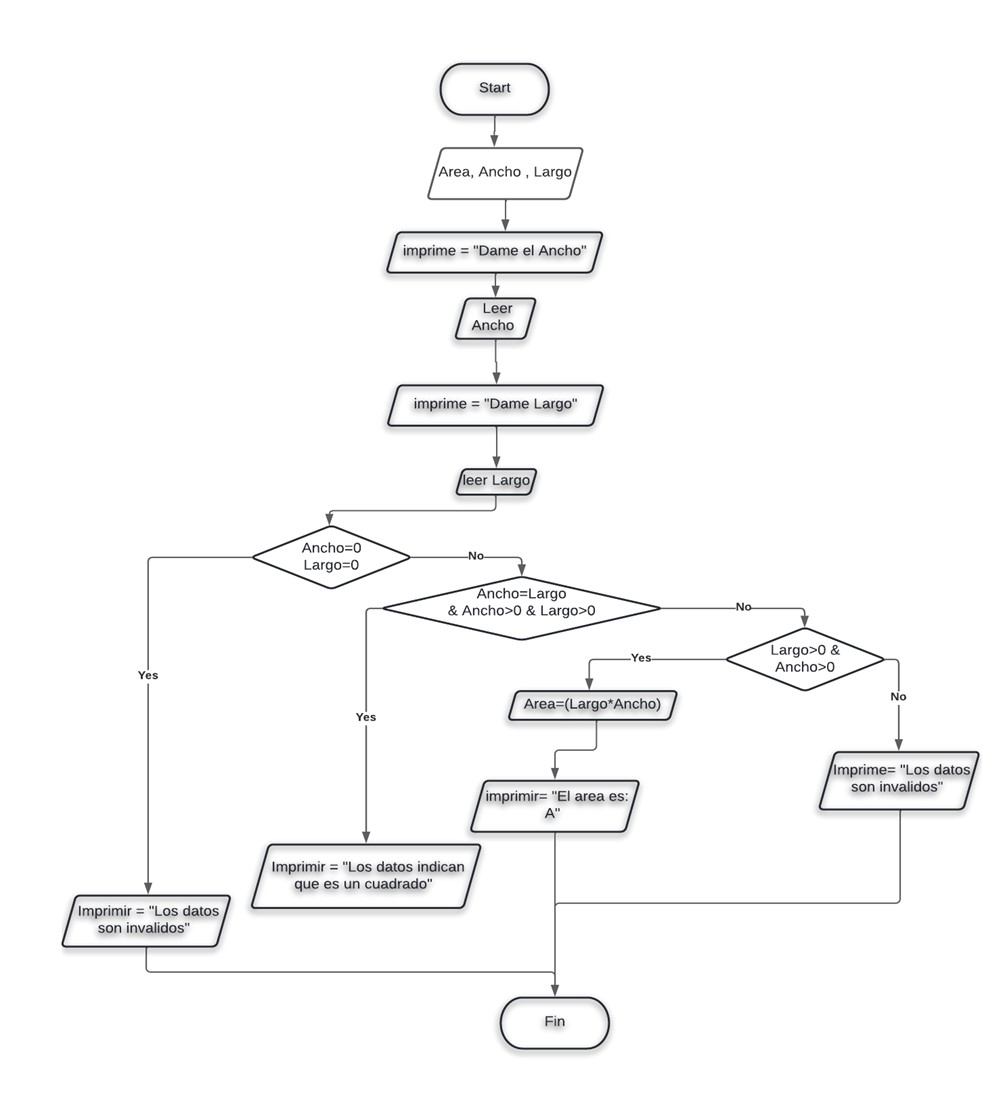 Start
Area, Ancho , Largo
imprime = "Dame el Ancho"
Leer
Ancho
imprime = "Dame Largo"
leer Largo
Ancho=0
Largo=0
No
Ancho=Largo
& Ancho>0 & Largo>0
No
Largo>0 &
Ancho>0
Yes
Yes
No
Area=(Largo*Ancho)
Yes
Imprime= "Los datos
son invalidos"
imprimir= "El area es:
A"
Imprimir = "Los datos indican
que es un cuadrado"
Imprimir = "Los datos
son invalidos"
Fin